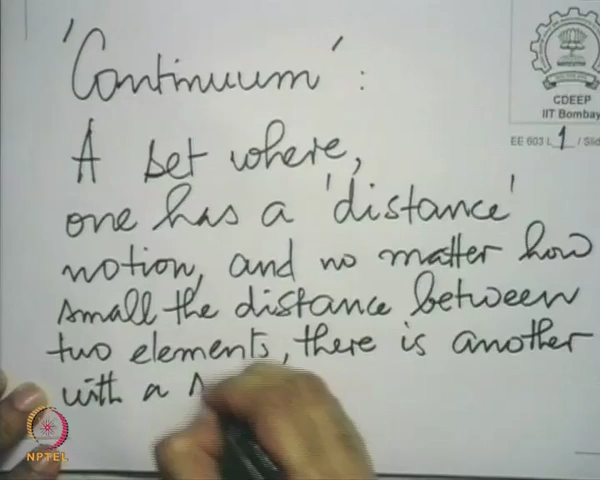 'Continuum' :
A set where,
one has a 'distance'
notion, and no matter how
small the distance between
two elements, there is another
with a
CDEEP
IIT Bombay
EE 603 L 1 / Slid
NPTEL